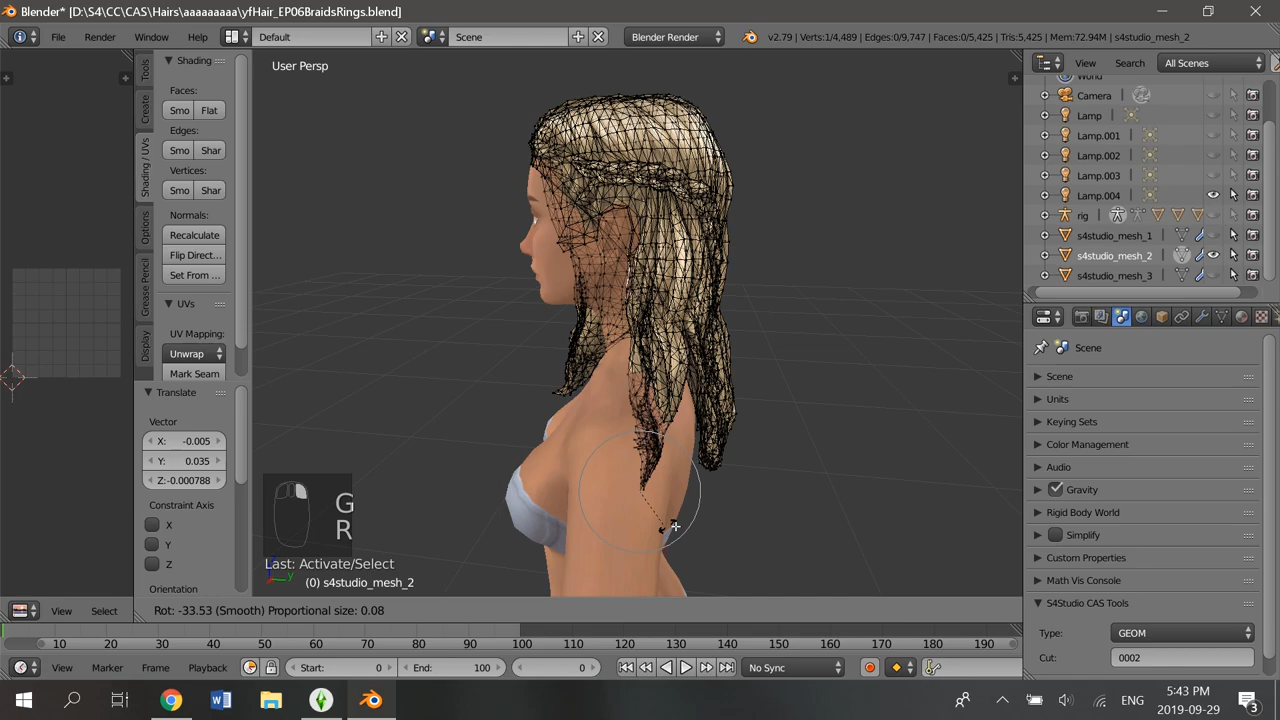 Blender* [D:\S4\CC\CAS\Hairs\aaaaaaaaa\yfHair_EP06BraidsRings.blend]
File Render Window Help Default Scene Blender Render v2.79 | Verts:1/4,489 | Edges:0/9,747 | Faces:0/5,425 | Tris:5,425 | Mem:72.94M | s4studio_mesh_2
Tools
Create
Shading / UVs
Options
Grease Pencil
Display
Shading
Faces:
Smo Flat
Edges:
Smo Shar
Vertices:
Smo Shar
Normals:
Recalculate
Flip Direct...
Set From ...
UVs
UV Mapping:
Unwrap
Mark Seam
Translate
Vector
X: -0.005
Y: 0.035
Z:-0.000788
Constraint Axis
X
Y
Z
Orientation
User Persp
G
R
Last: Activate/Select
(0) s4studio_mesh_2
View Search All Scenes
World
Camera
Lamp
Lamp.001
Lamp.002
Lamp.003
Lamp.004
rig
s4studio_mesh_1
s4studio_mesh_2
s4studio_mesh_3
Scene
Scene
Units
Keying Sets
Color Management
Audio
Gravity
Rigid Body World
Simplify
Custom Properties
Math Vis Console
S4Studio CAS Tools
Type: GEOM
Cut: 0002
View Select
Rot: -33.53 (Smooth) Proportional size: 0.08
10 20 30 40 50 60 70 80 90 100 110 120 130 140 150 160 170 180 190
View Marker Frame Playback Start: 0 End: 100 0 No Sync
ENG
5:43 PM
2019-09-29
3